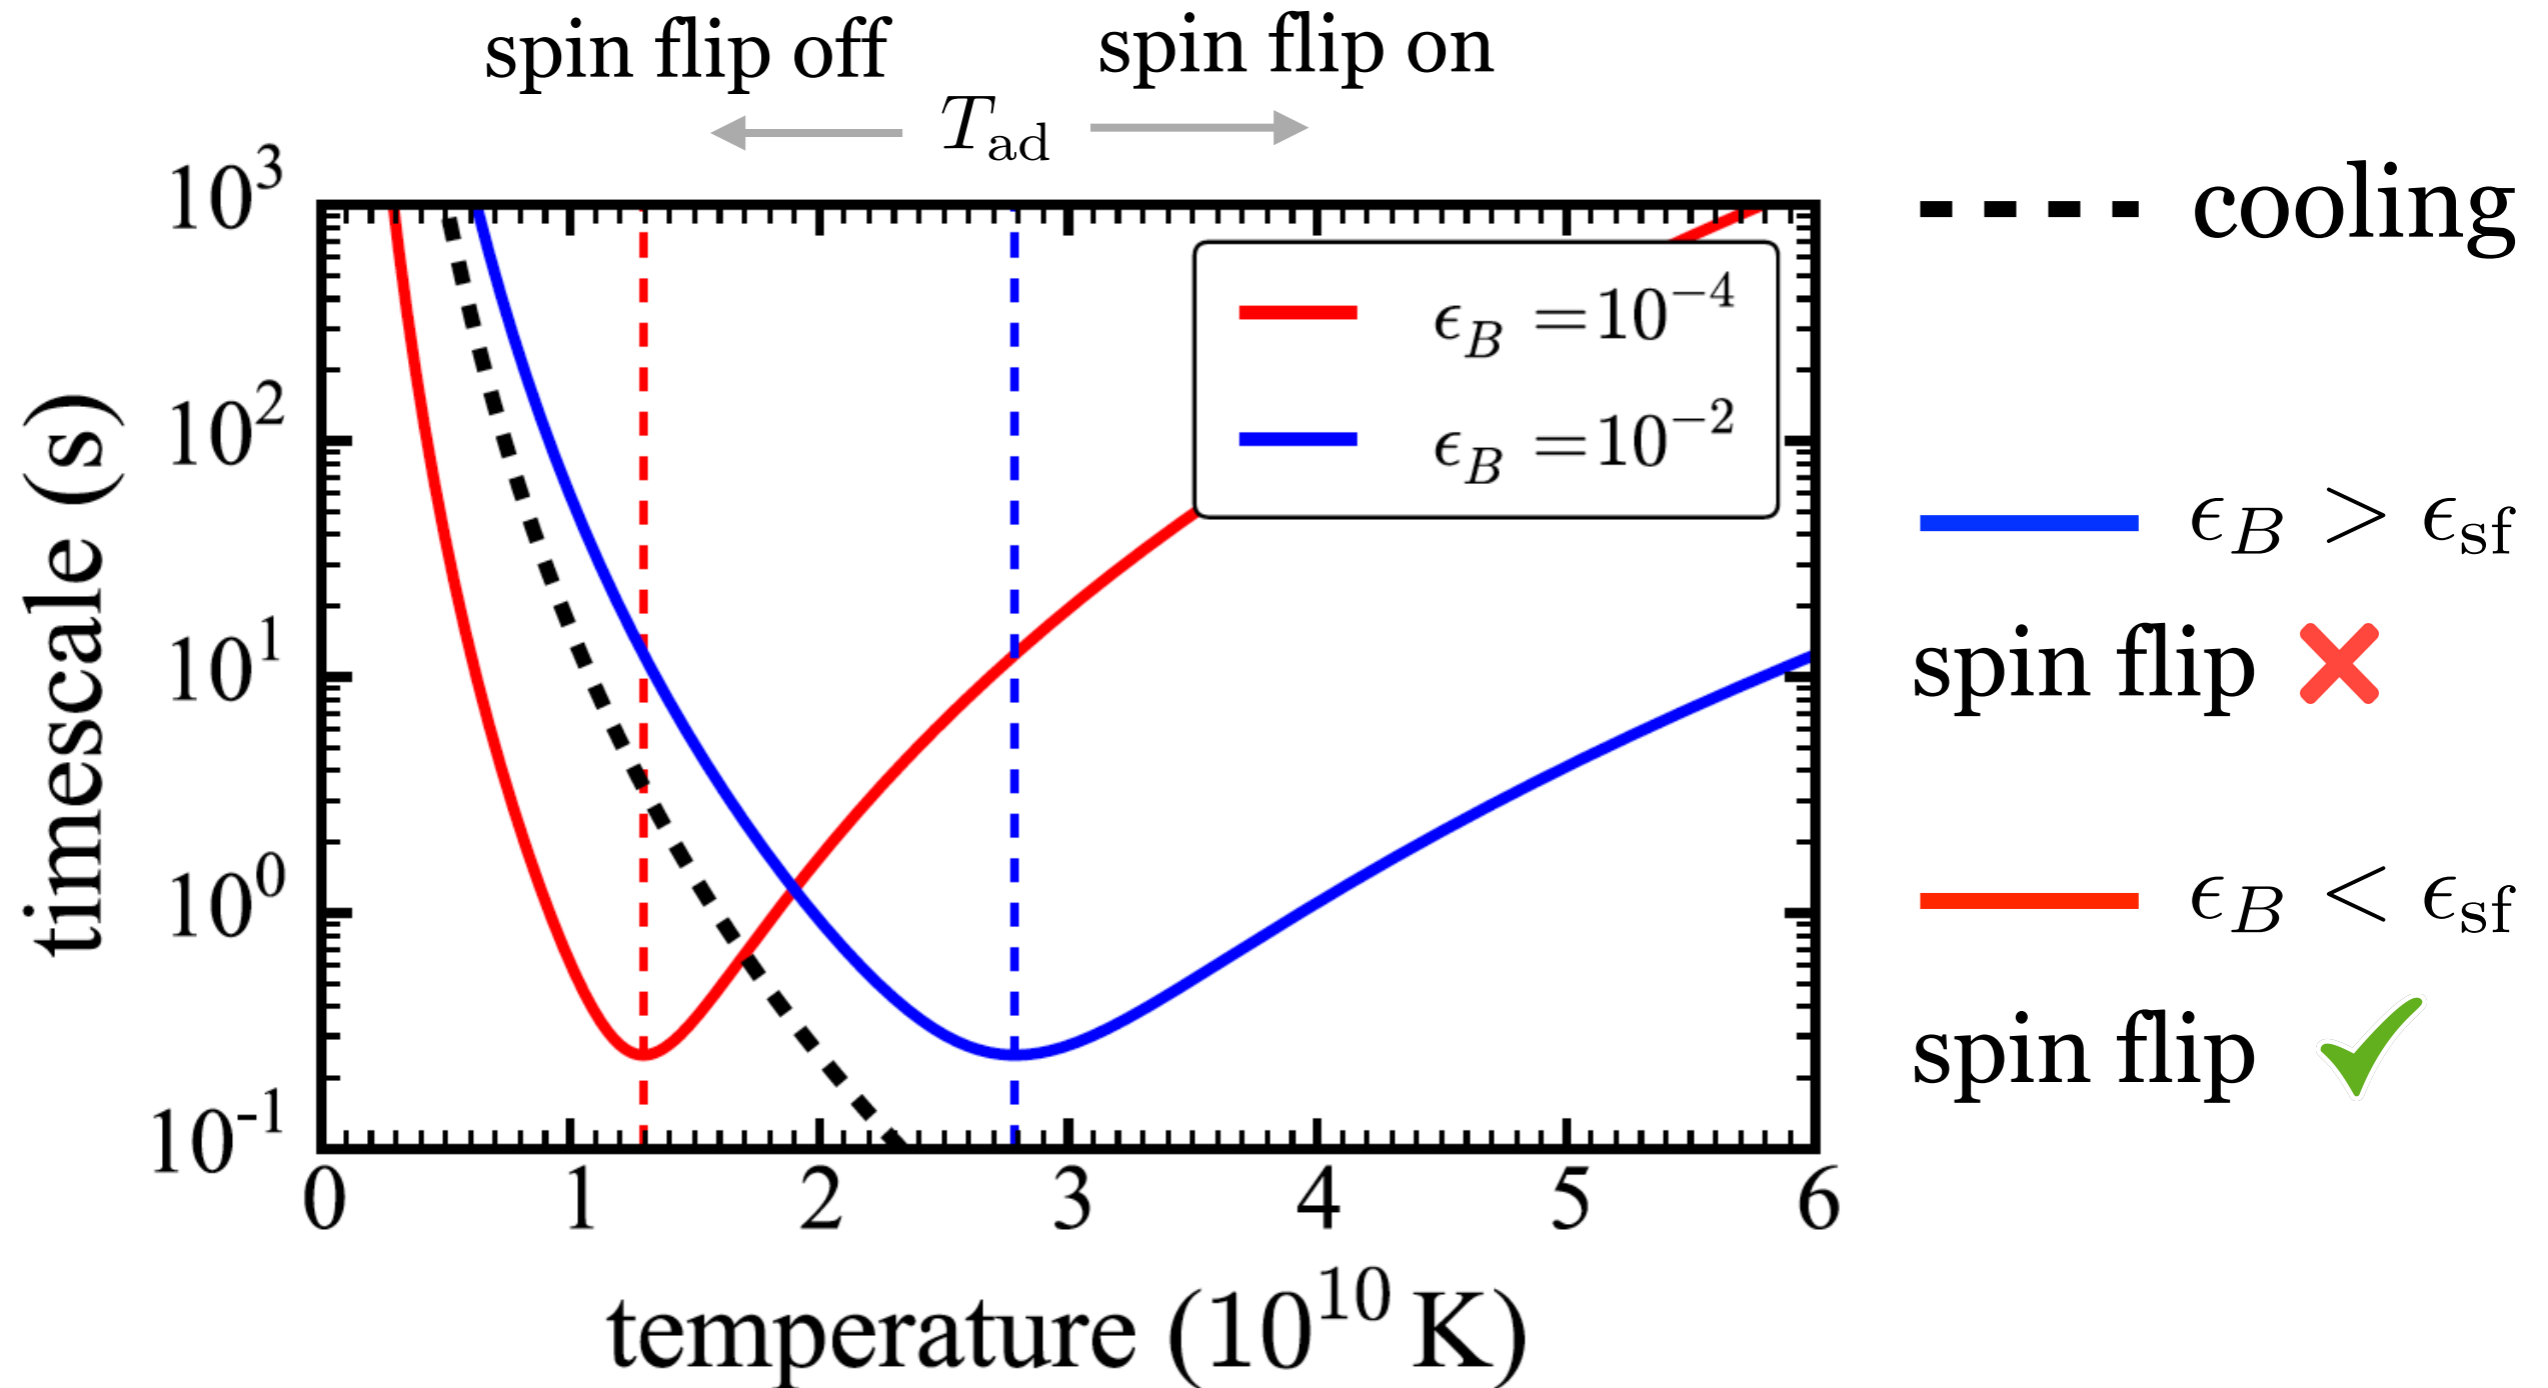 spin flip off
spin flip on
T_ad
10^3
10^2
10^1
10^0
10^-1
timescale (s)
0 1 2 3 4 5 6
temperature (10^10 K)
ϵ_B =10^−4
ϵ_B =10^−2
cooling
ϵ_B > ϵ_sf
spin flip
ϵ_B < ϵ_sf
spin flip